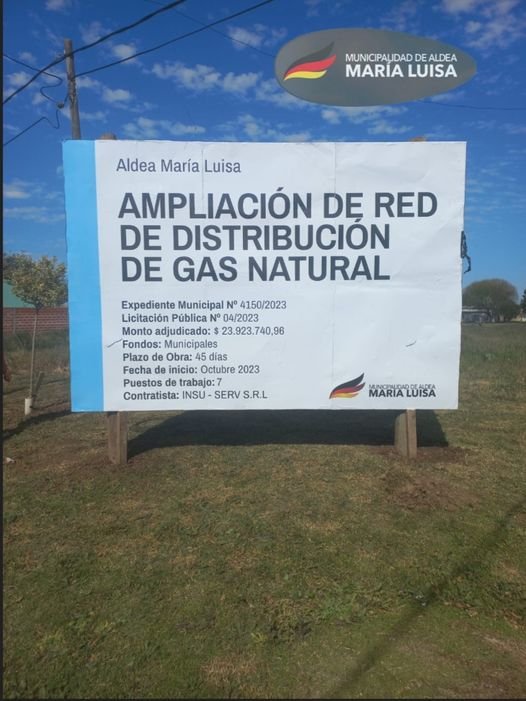 MUNICIPALIDAD DE ALDEA
MARÍA LUISA
Aldea María Luisa
AMPLIACIÓN DE RED
DE DISTRIBUCIÓN
DE GAS NATURAL
Expediente Municipal Nº 4150/2023
Licitación Pública Nº 04/2023
Monto adjudicado: $ 23.923.740,96
Fondos: Municipales
Plazo de Obra: 45 días
Fecha de inicio: Octubre 2023
Puestos de trabajo: 7
Contratista: INSU - SERV S.R.L
MUNICIPALIDAD DE ALDEA
MARÍA LUISA